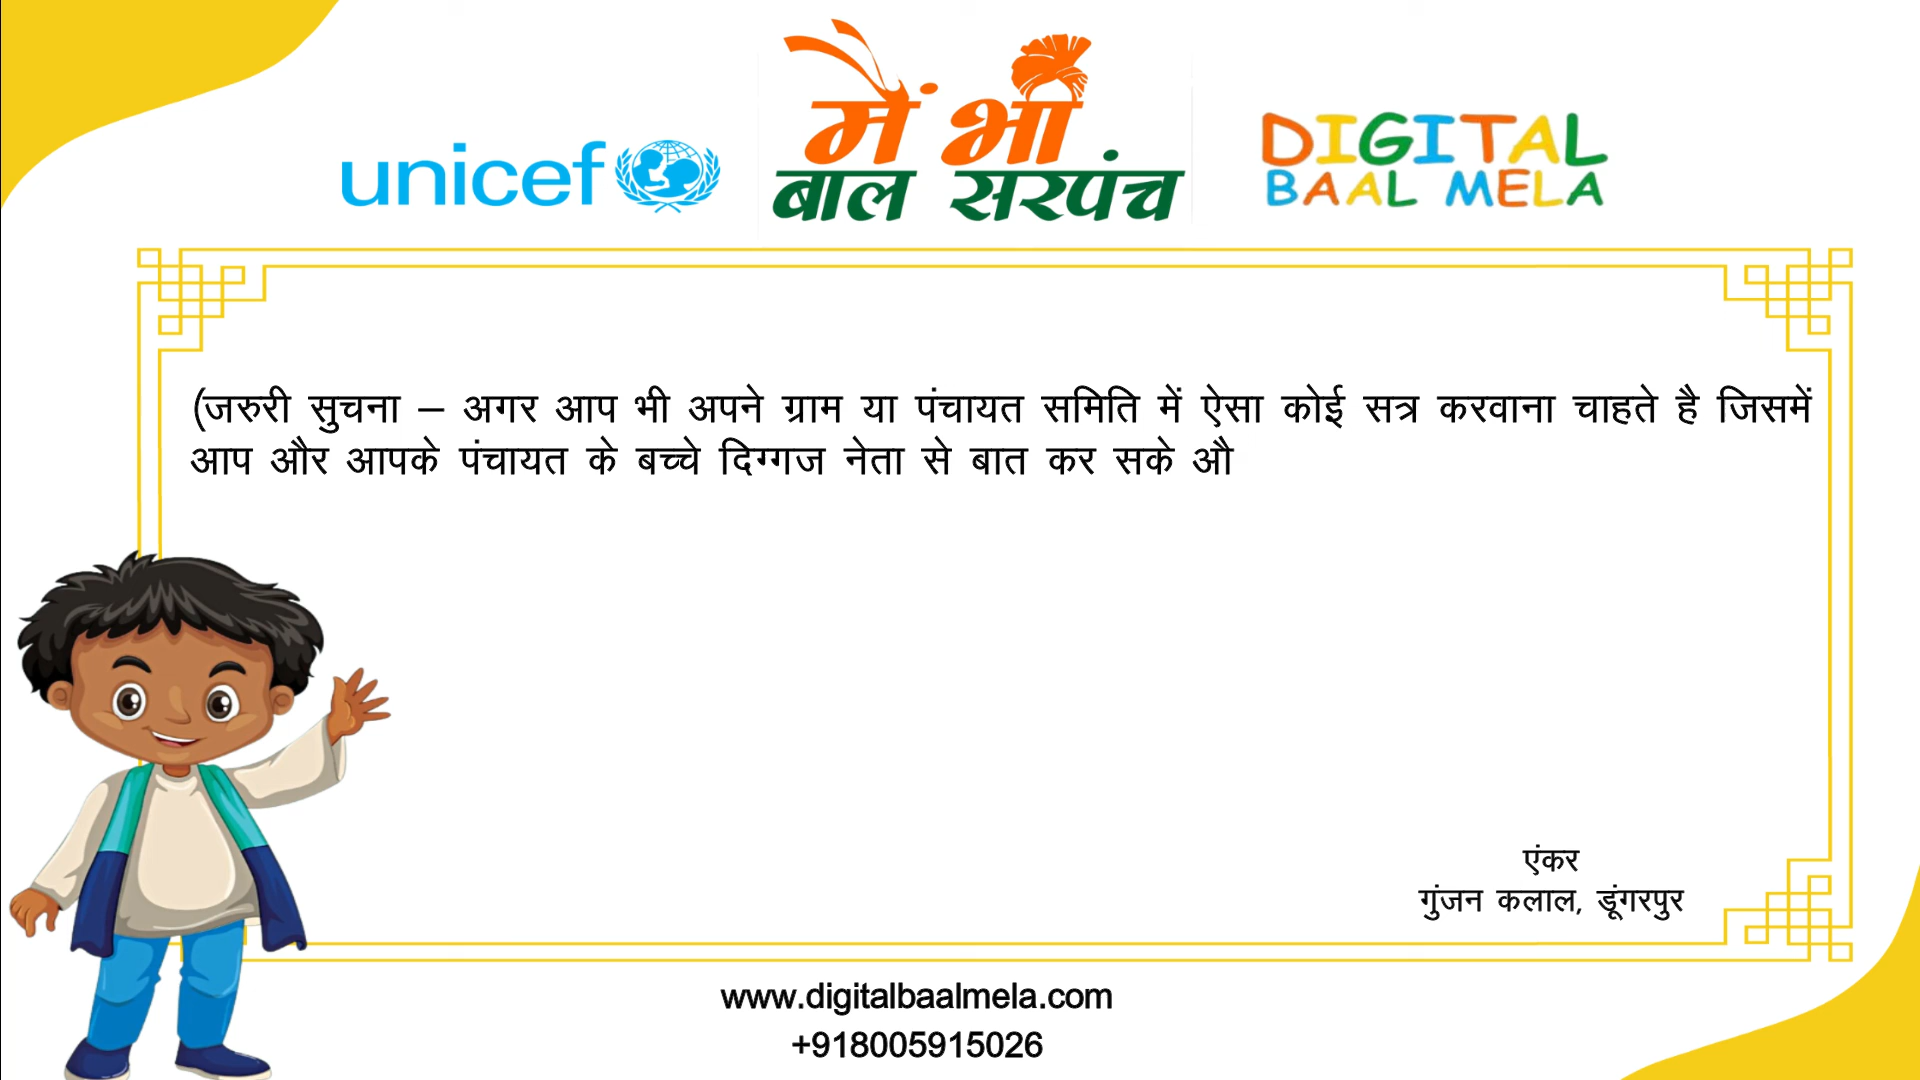 unicef
में भी
बाल सरपंच
DIGITAL
BAAL MELA
(जरुरी सुचना – अगर आप भी अपने ग्राम या पंचायत समिति में ऐसा कोई सत्र करवाना चाहते है जिसमें
आप और आपके पंचायत के बच्चे दिग्गज नेता से बात कर सके औ
एंकर
गुंजन कलाल, डूंगरपुर
www.digitalbaalmela.com
+918005915026